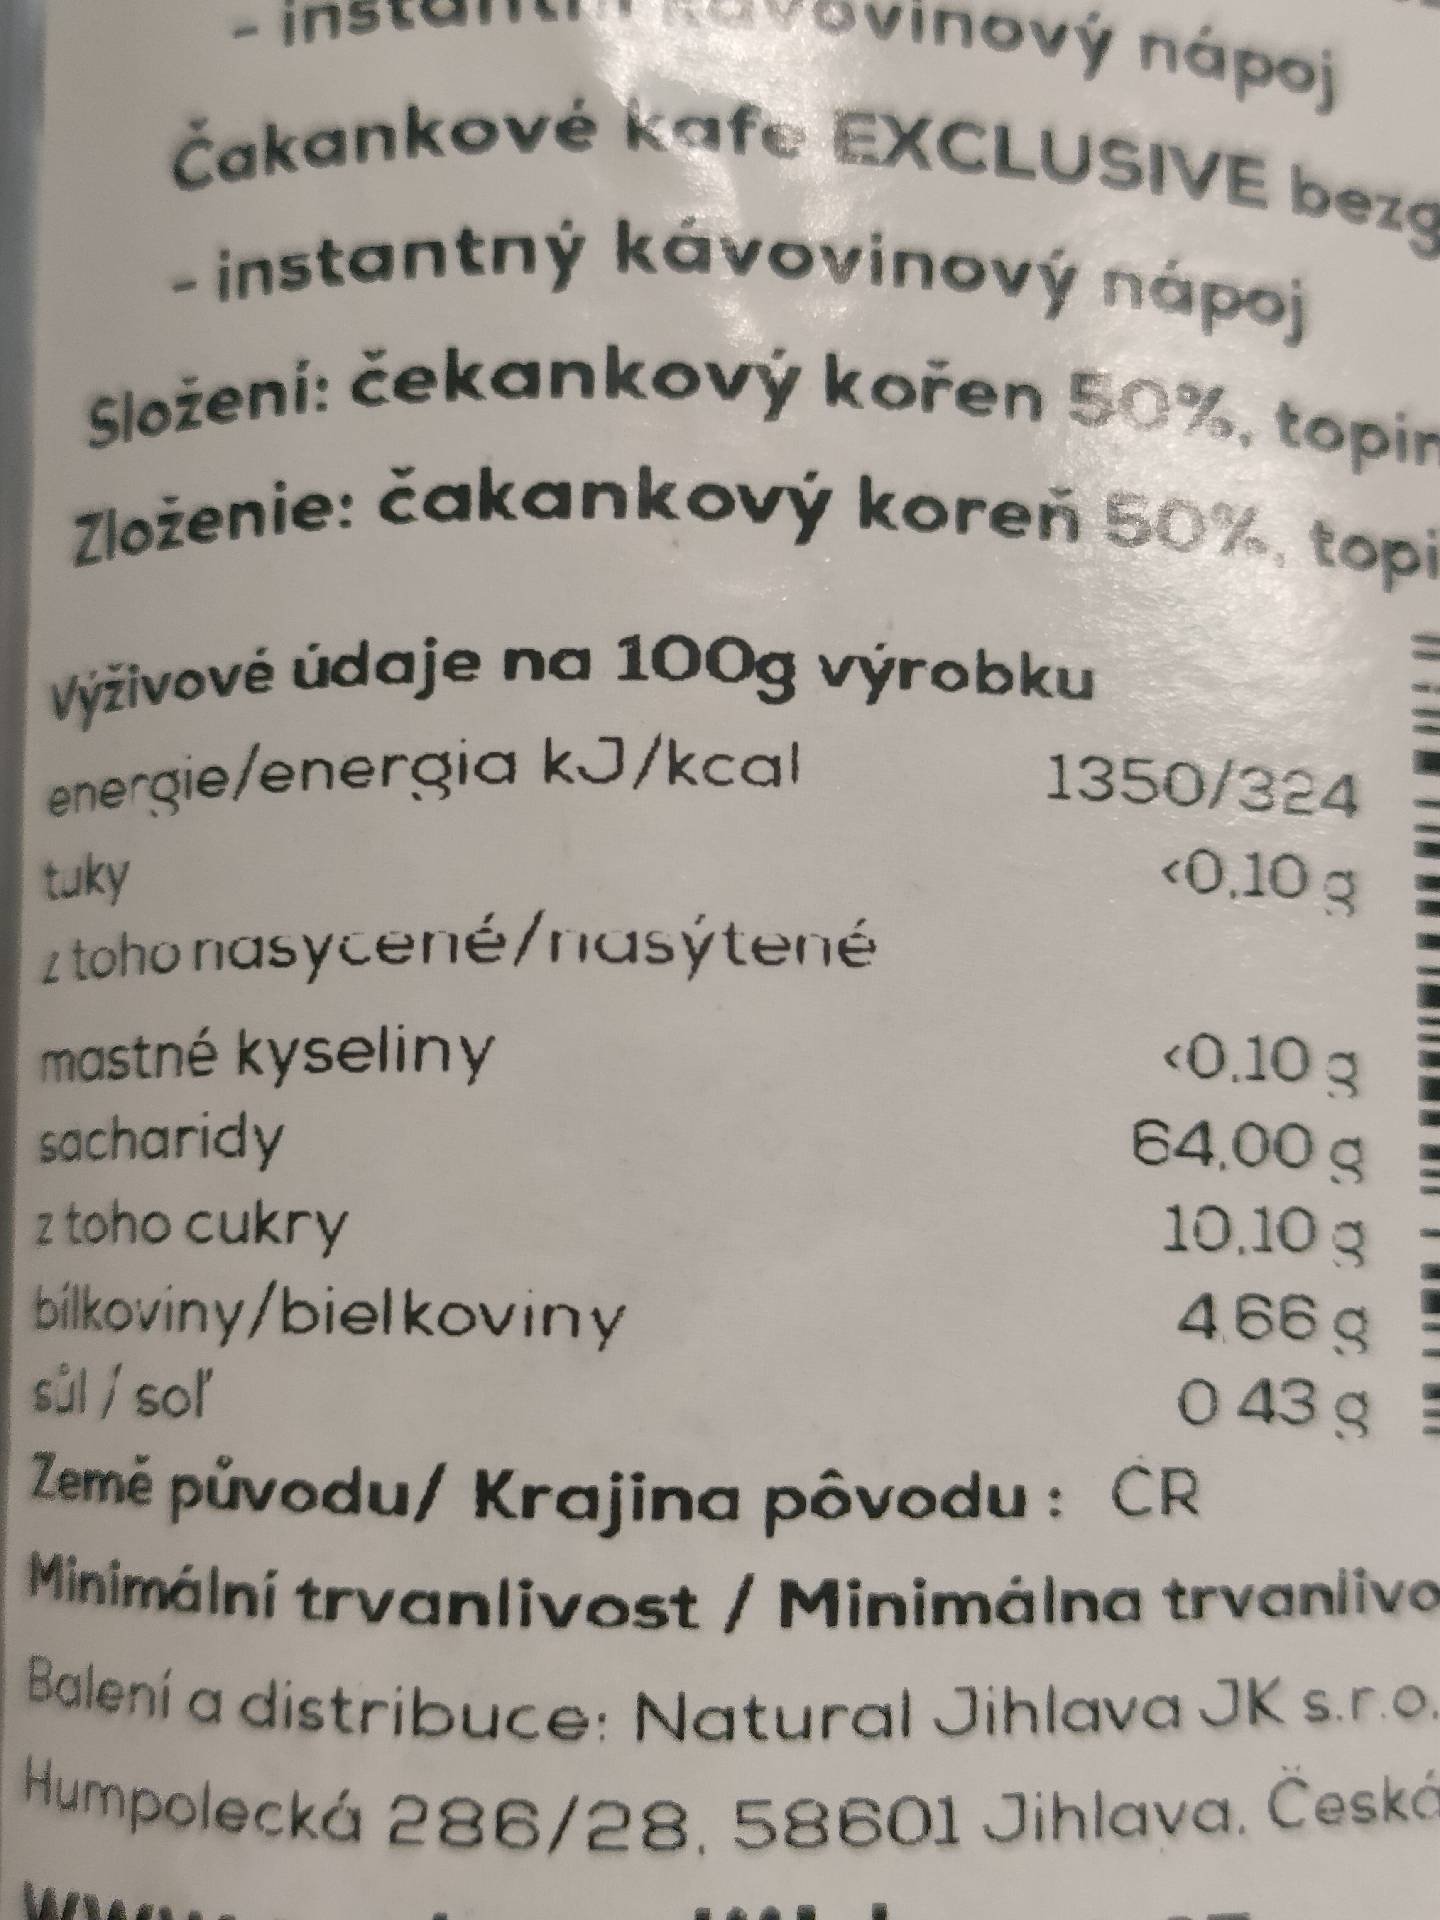 - instantní kávovinový nápoj
Čakankové kafe EXCLUSIVE bezg
- instantný kávovinový nápoj
Složení: čekankový kořen 50%, topin
Zloženie: čakankový koreň 50%, topi
Výživové údaje na 100g výrobku
energie/energia kJ/kcal 1350/324
tuky <0,10 g
z toho nasycené/nasýtené
mastné kyseliny <0,10 g
sacharidy 64,00 g
z toho cukry 10,10 g
bílkoviny/bielkoviny 4,66 g
sůl / soľ 0 43 g
Země původu/ Krajina pôvodu : ČR
Minimální trvanlivost / Minimálna trvanlivo
Balení a distribuce: Natural Jihlava JK s.r.o.
Humpolecká 286/28, 58601 Jihlava, Česká